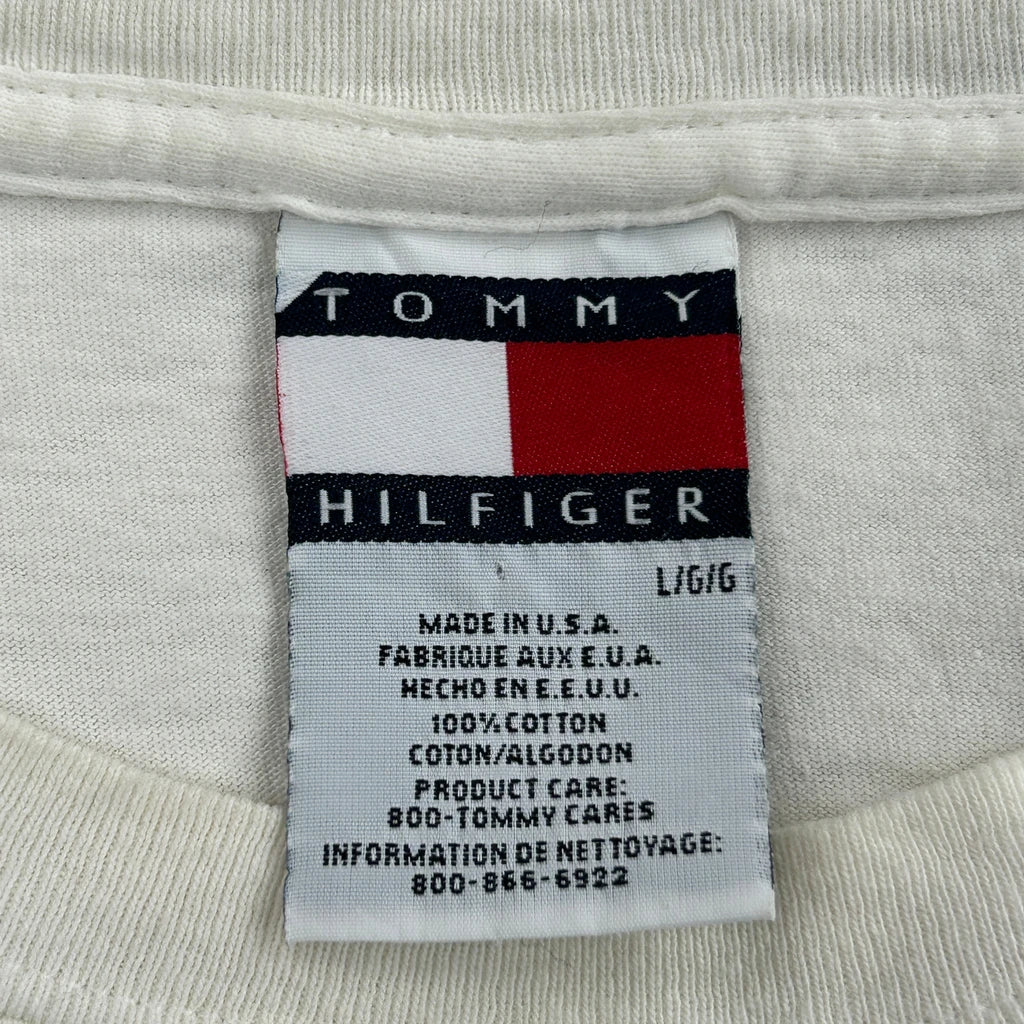 TOMMY
HILFIGER
L/G/G
MADE IN U.S.A.
FABRIQUE AUX E.U.A.
HECHO EN E.E.U.U.
100% COTTON
COTON/ALGODON
PRODUCT CARE:
800-TOMMY CARES
INFORMATION DE NETTOYAGE:
800-866-6922